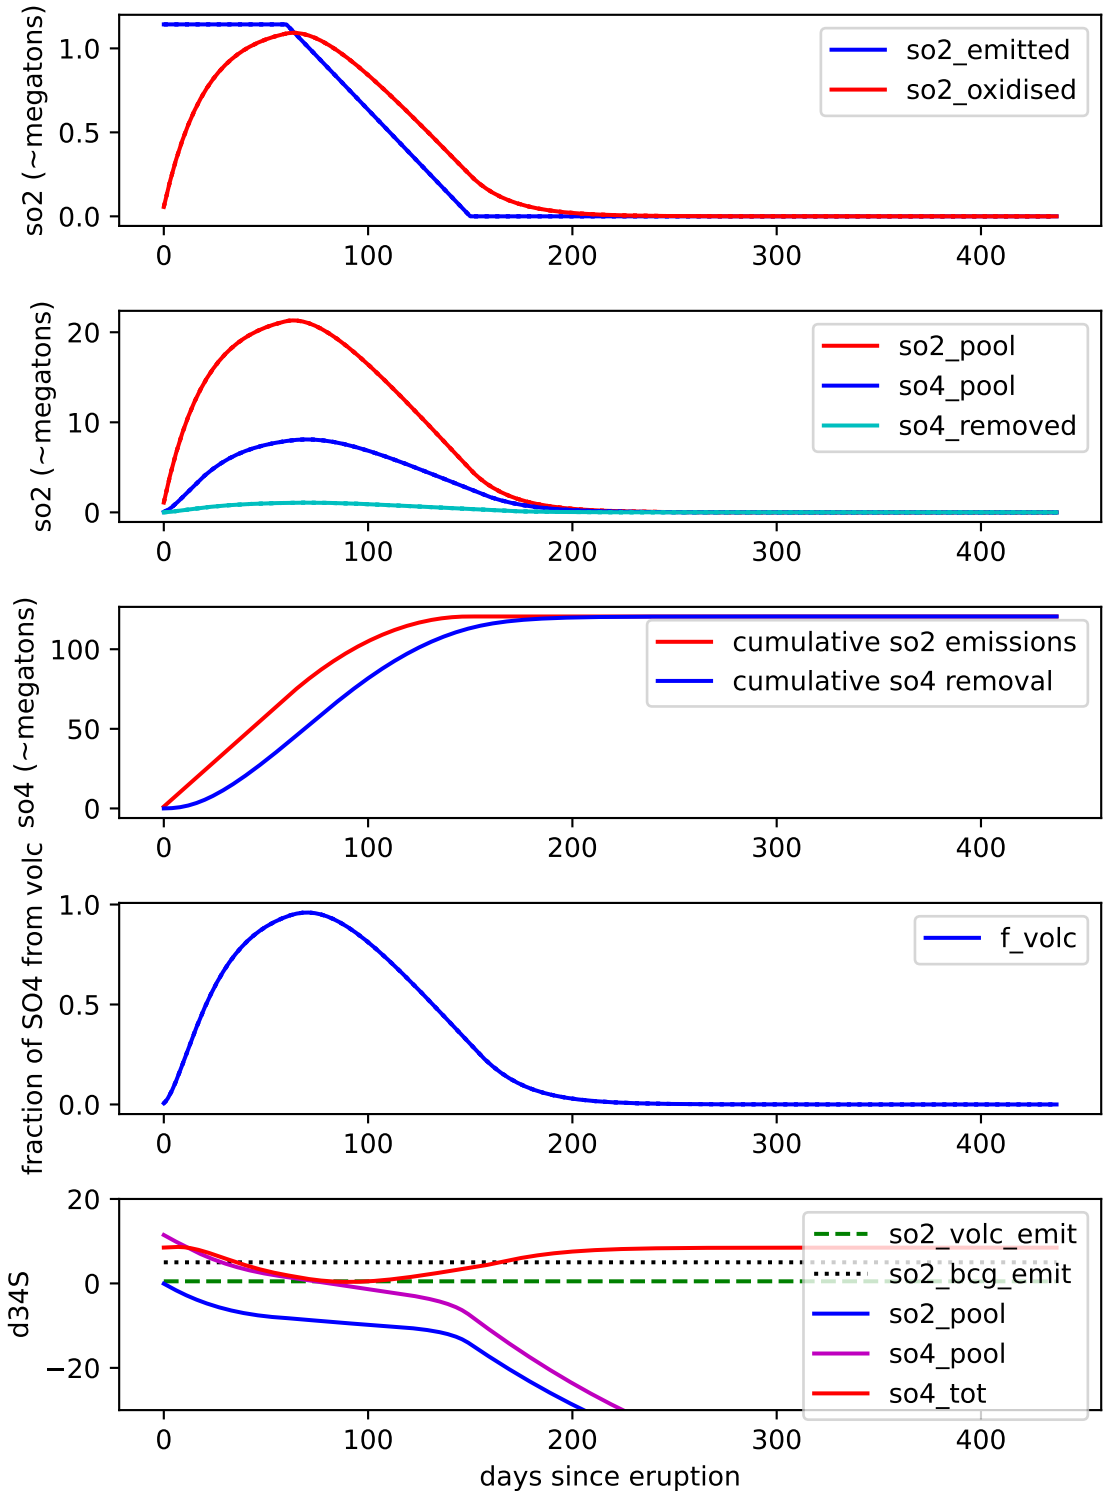 so2 (~megatons)
1.0
0.5
0.0
so2_emitted
so2_oxidised
0
100
200
300
400
so2 (~megatons)
20
10
0
so2_pool
so4_pool
so4_removed
0
100
200
300
400
so4 (~megatons)
100
50
0
cumulative so2 emissions
cumulative so4 removal
0
100
200
300
400
fraction of SO4 from volc
1.0
0.5
0.0
f_volc
0
100
200
300
400
d34S
20
0
−20
so2_volc_emit
so2_bcg_emit
so2_pool
so4_pool
so4_tot
0
100
200
300
400
days since eruption